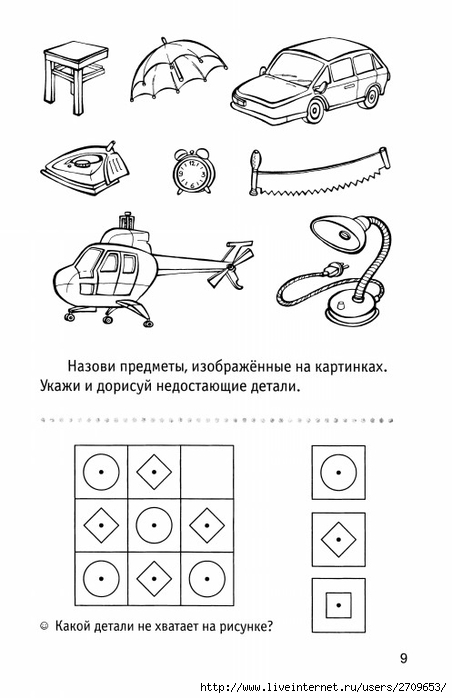 Назови предметы, изображённые на картинках.
Укажи и дорисуй недостающие детали.
☺ Какой детали не хватает на рисунке?
9
http://www.liveinternet.ru/users/2709653/